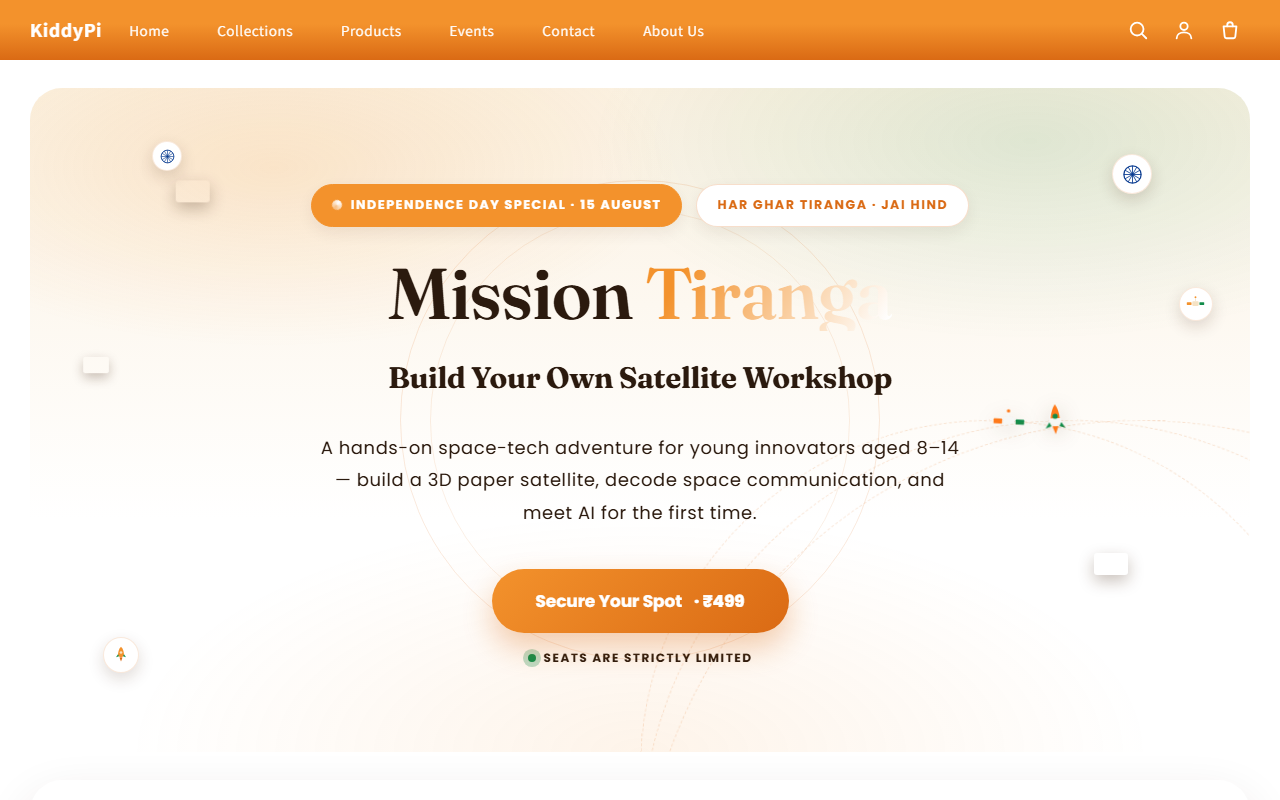 KiddyPi
Home
Collections
Products
Events
Contact
About Us
INDEPENDENCE DAY SPECIAL · 15 AUGUST
HAR GHAR TIRANGA · JAI HIND
Mission Tiranga
Build Your Own Satellite Workshop
A hands-on space-tech adventure for young innovators aged 8–14
— build a 3D paper satellite, decode space communication, and
meet AI for the first time.
Secure Your Spot · ₹499
SEATS ARE STRICTLY LIMITED